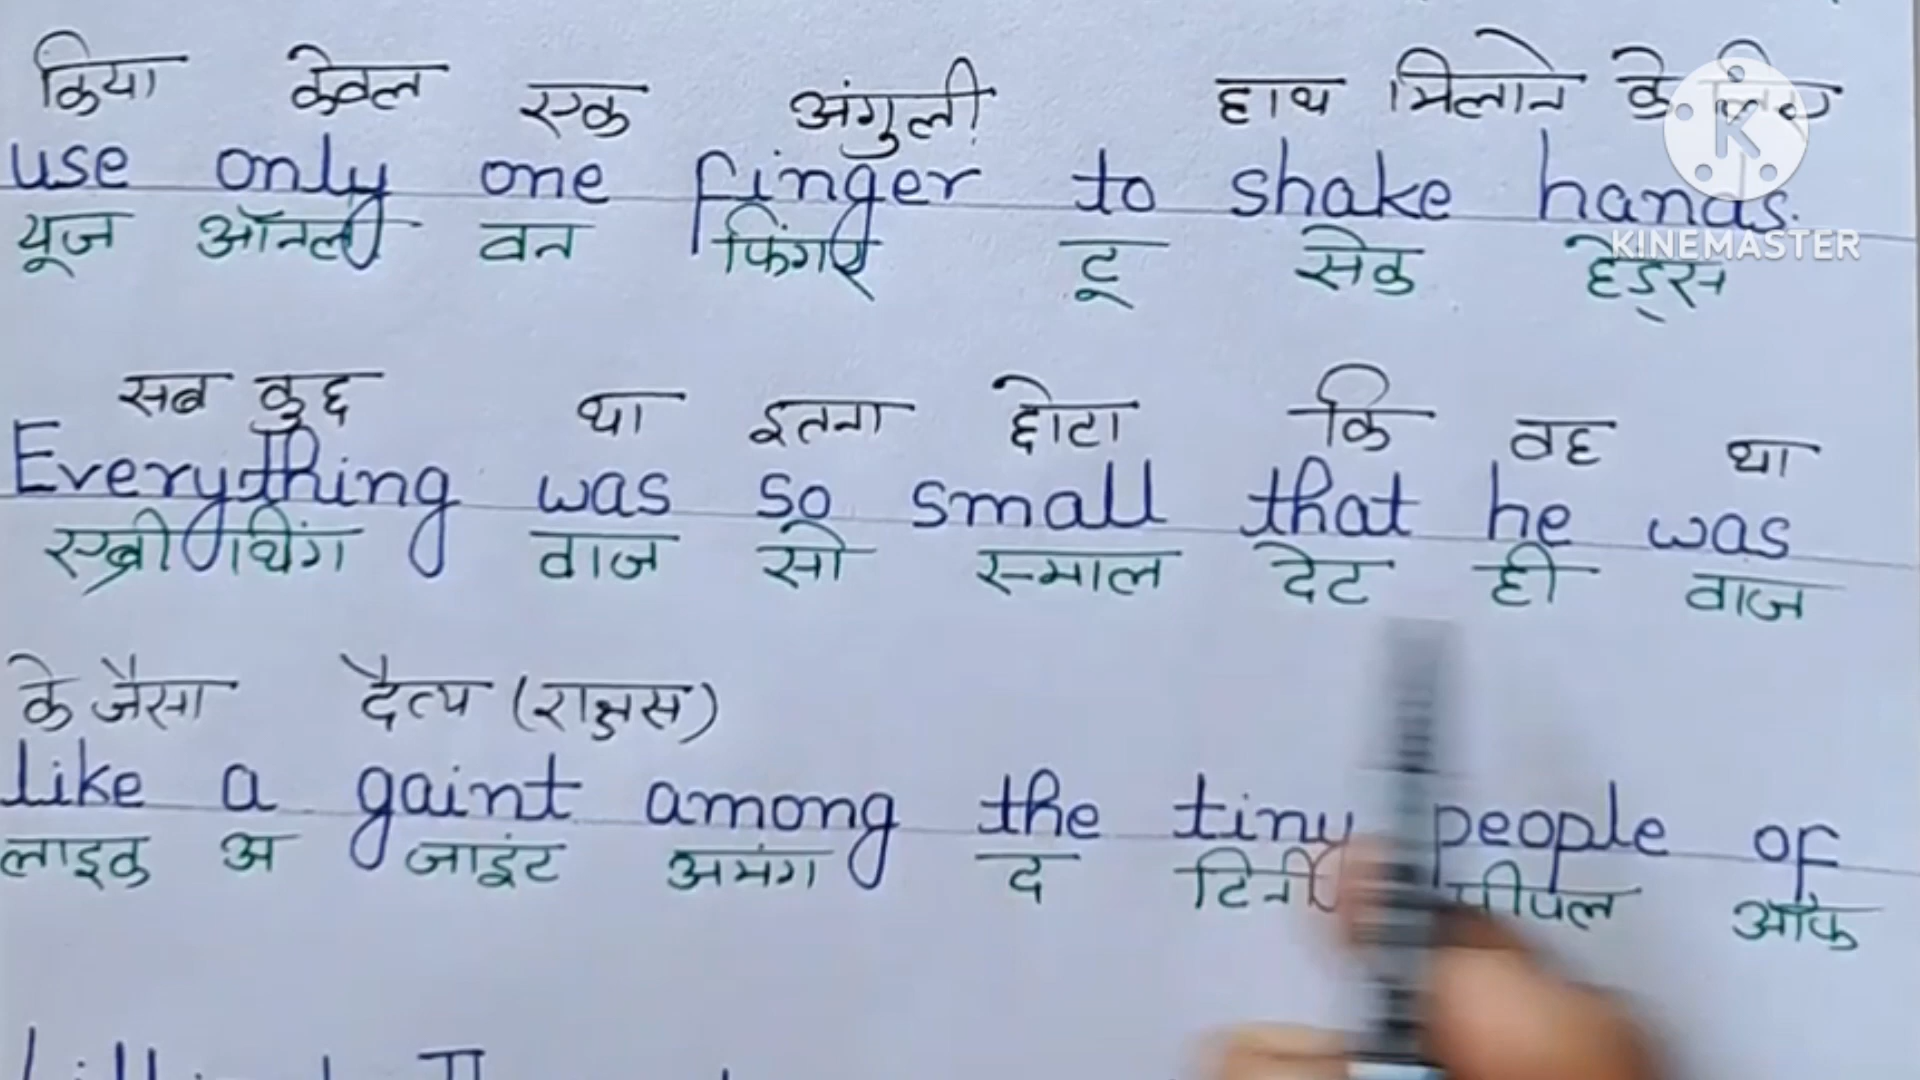 किया केवल एक अंगुली हाथ मिलाने के लिए
use only one finger to shake hands.
यूज ऑनली वन फिंगर टू सेक हेड्स
KINEMASTER
सब कुछ था इतना छोटा कि वह था
Everything was so small that he was
एव्री थिंग वाज सो स्माल देट ही वाज
के जैसा दैत्य (राक्षस)
like a gaint among the tiny people of
लाइक अ जाइंट अमंग द टिनी पीपल ऑफ